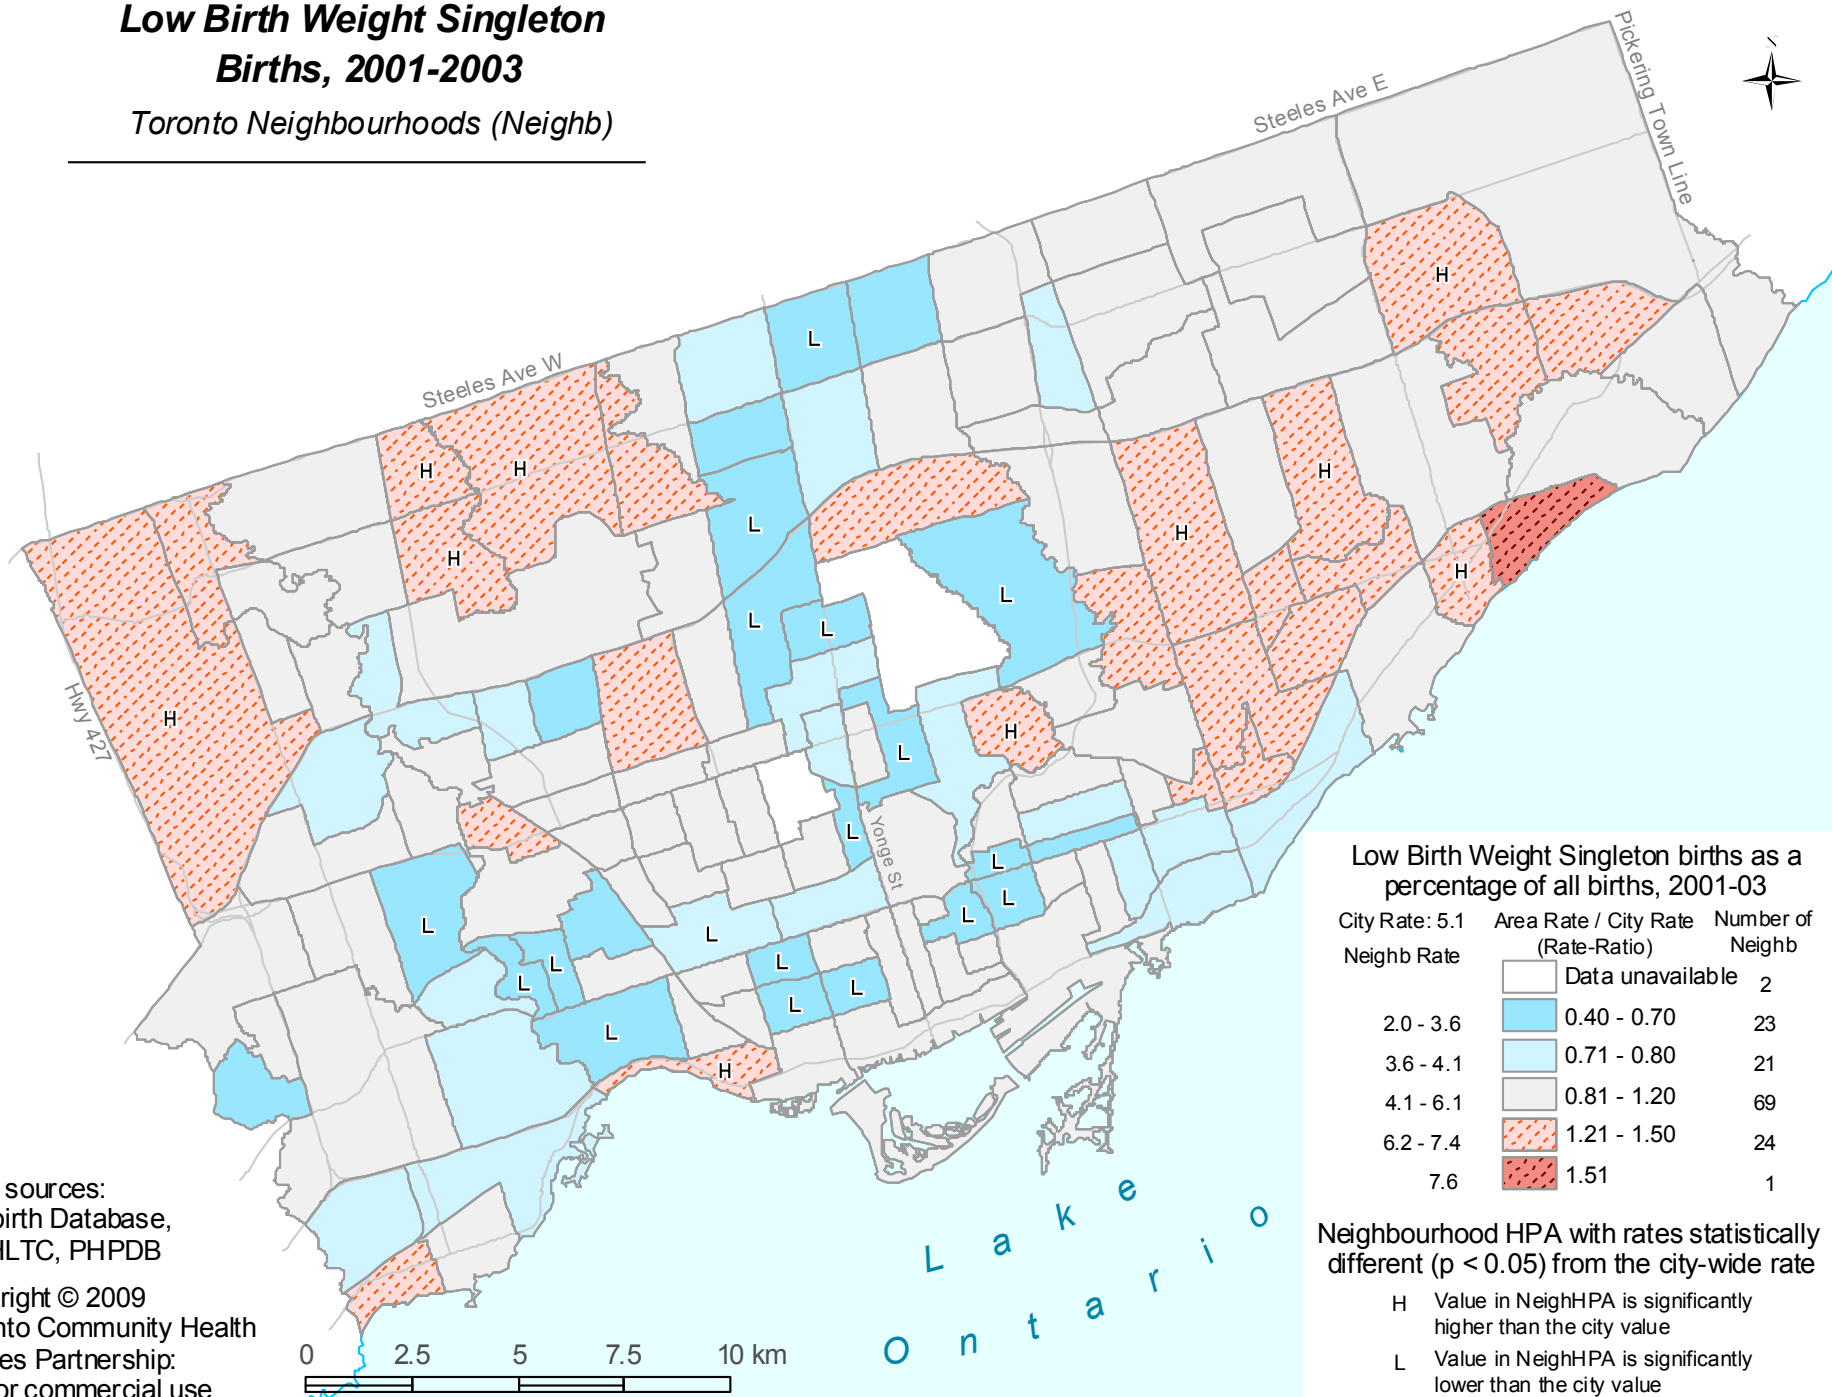 Low Birth Weight Singleton
Births, 2001-2003
Toronto Neighbourhoods (Neighb)
Steeles Ave E
Pickering Town Line
N
Steeles Ave W
Hwy 427
Yonge St
H
L
H
H
H
L
H
H
L
H
L
L
L
H
H
H
L
L
L
L
L
L
L
L
L
L
L
L
L
L
H
Lake
Ontario
Low Birth Weight Singleton births as a
percentage of all births, 2001-03
City Rate: 5.1 Area Rate / City Rate Number of
Neighb Rate (Rate-Ratio) Neighb
Data unavailable 2
2.0 - 3.6 0.40 - 0.70 23
3.6 - 4.1 0.71 - 0.80 21
4.1 - 6.1 0.81 - 1.20 69
6.2 - 7.4 1.21 - 1.50 24
7.6 1.51 1
Neighbourhood HPA with rates statistically
different (p < 0.05) from the city-wide rate
H Value in NeighHPA is significantly
higher than the city value
L Value in NeighHPA is significantly
lower than the city value
sources:
birth Database,
HLTC, PHPDB
right © 2009
nto Community Health
es Partnership:
or commercial use
0 2.5 5 7.5 10 km